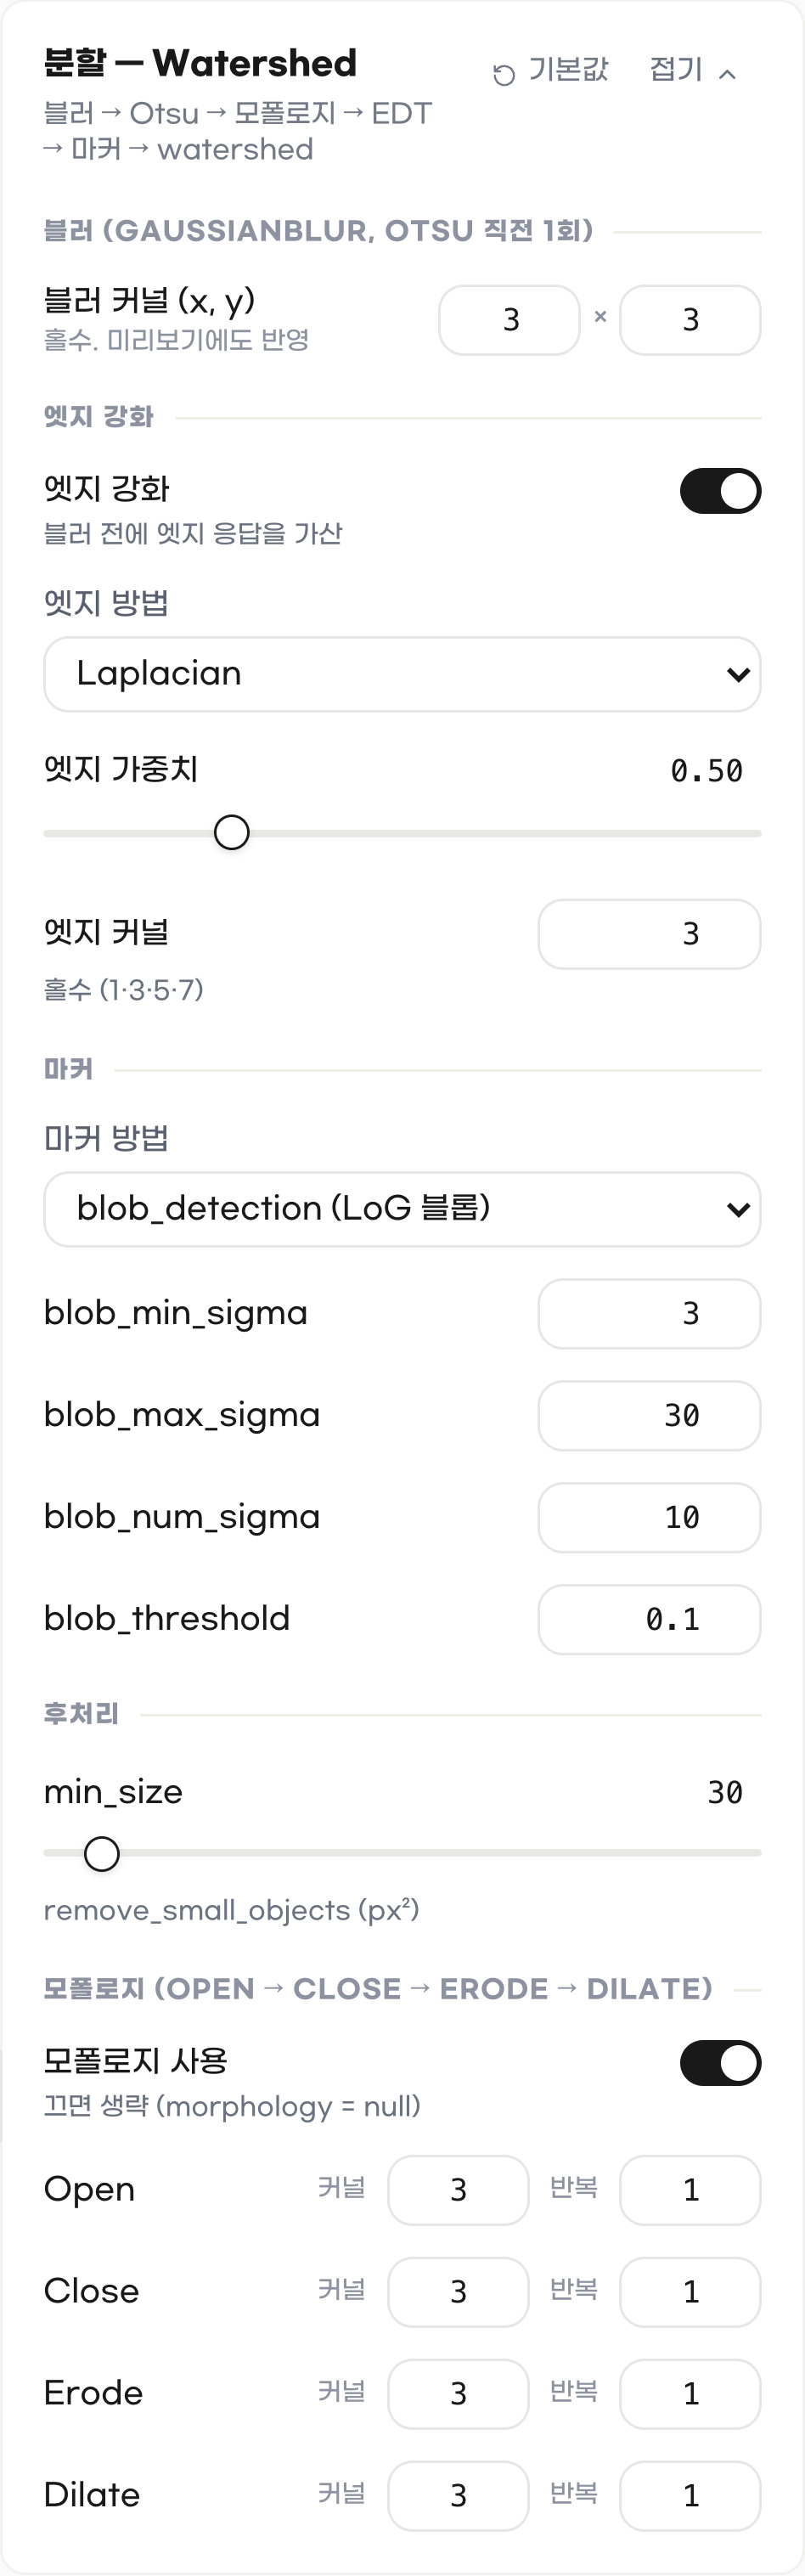 분할 — Watershed
기본값
접기
블러 → Otsu → 모폴로지 → EDT
→ 마커 → watershed
블러 (GAUSSIANBLUR, OTSU 직전 1회)
블러 커널 (x, y)
3 × 3
홀수. 미리보기에도 반영
엣지 강화
엣지 강화
블러 전에 엣지 응답을 가산
엣지 방법
Laplacian
엣지 가중치 0.50
엣지 커널 3
홀수 (1·3·5·7)
마커
마커 방법
blob_detection (LoG 블롭)
blob_min_sigma 3
blob_max_sigma 30
blob_num_sigma 10
blob_threshold 0.1
후처리
min_size 30
remove_small_objects (px²)
모폴로지 (OPEN → CLOSE → ERODE → DILATE)
모폴로지 사용
끄면 생략 (morphology = null)
Open 커널 3 반복 1
Close 커널 3 반복 1
Erode 커널 3 반복 1
Dilate 커널 3 반복 1